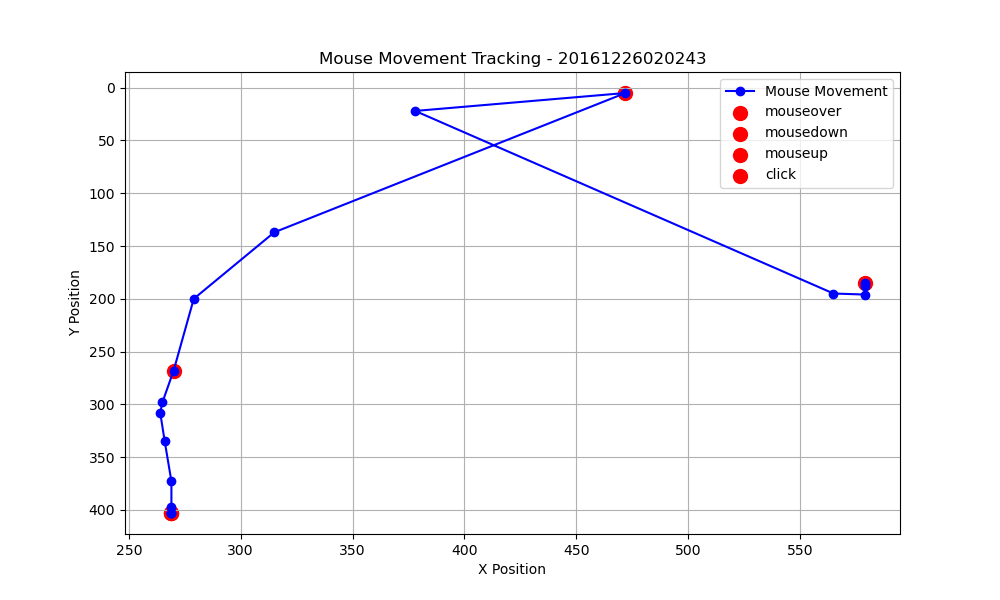 Mouse Movement Tracking - 20161226020243
Mouse Movement
mouseover
mousedown
mouseup
click
Y Position
0
50
100
150
200
250
300
350
400
250
300
350
400
450
500
550
X Position